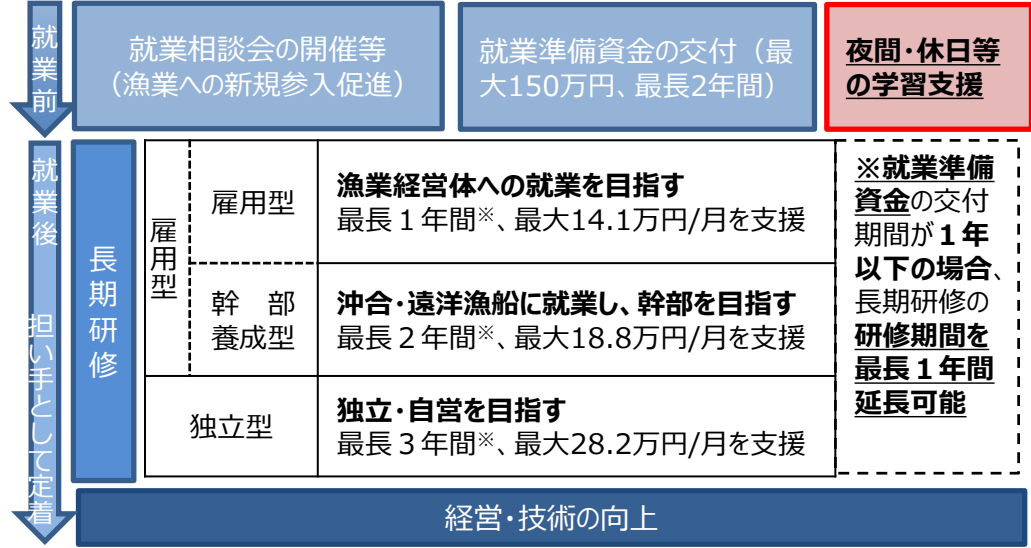 就業前
就業相談会の開催等
（漁業への新規参入促進）
就業準備資金の交付（最
大150万円、最長2年間）
夜間・休日等
の学習支援
就業後 担い手として定着
長期研修
雇用型
雇用型
漁業経営体への就業を目指す
最長１年間※、最大14.1万円/月を支援
幹 部
養成型
沖合・遠洋漁船に就業し、幹部を目指す
最長２年間※、最大18.8万円/月を支援
独立型
独立・自営を目指す
最長３年間※、最大28.2万円/月を支援
※就業準備
資金の交付
期間が１年
以下の場合、
長期研修の
研修期間を
最長１年間
延長可能
経営・技術の向上